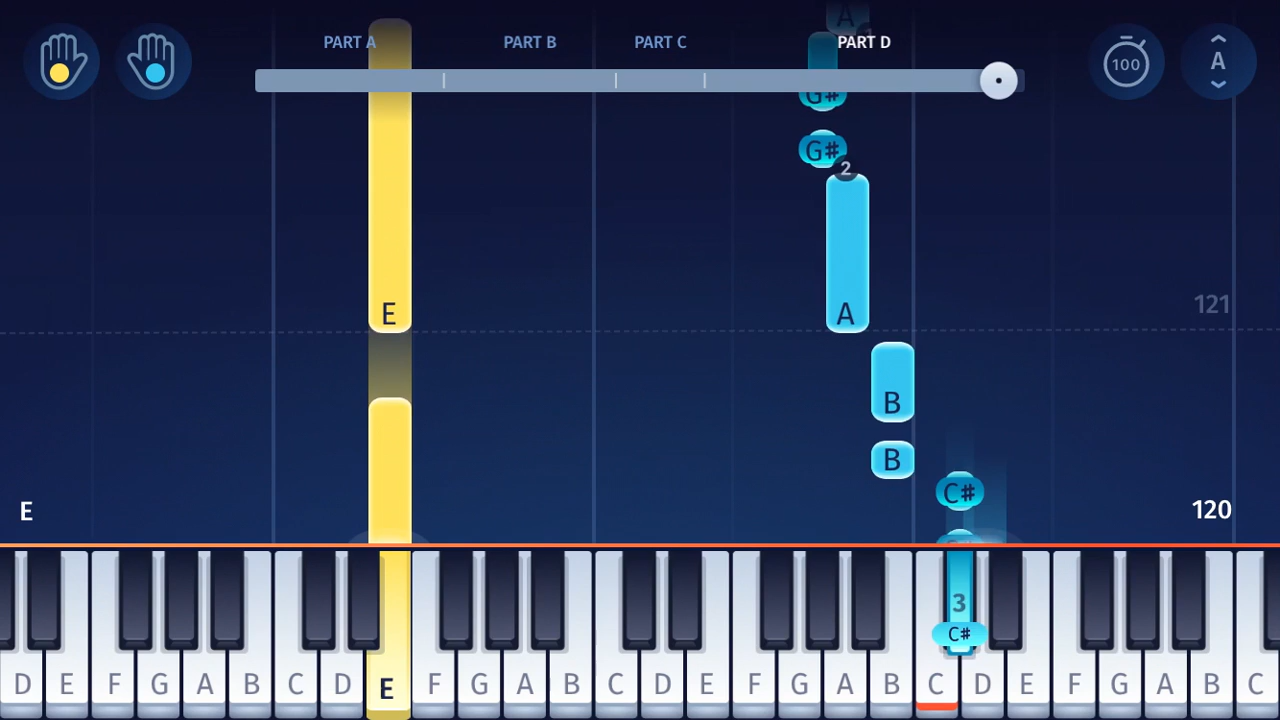 A
PART A PART B PART C PART D
100 A
G#
G#
2
E A 121
B
B
C#
E 120
3
C#
D E F G A B C D E F G A B C D E F G A B C D E F G A B C